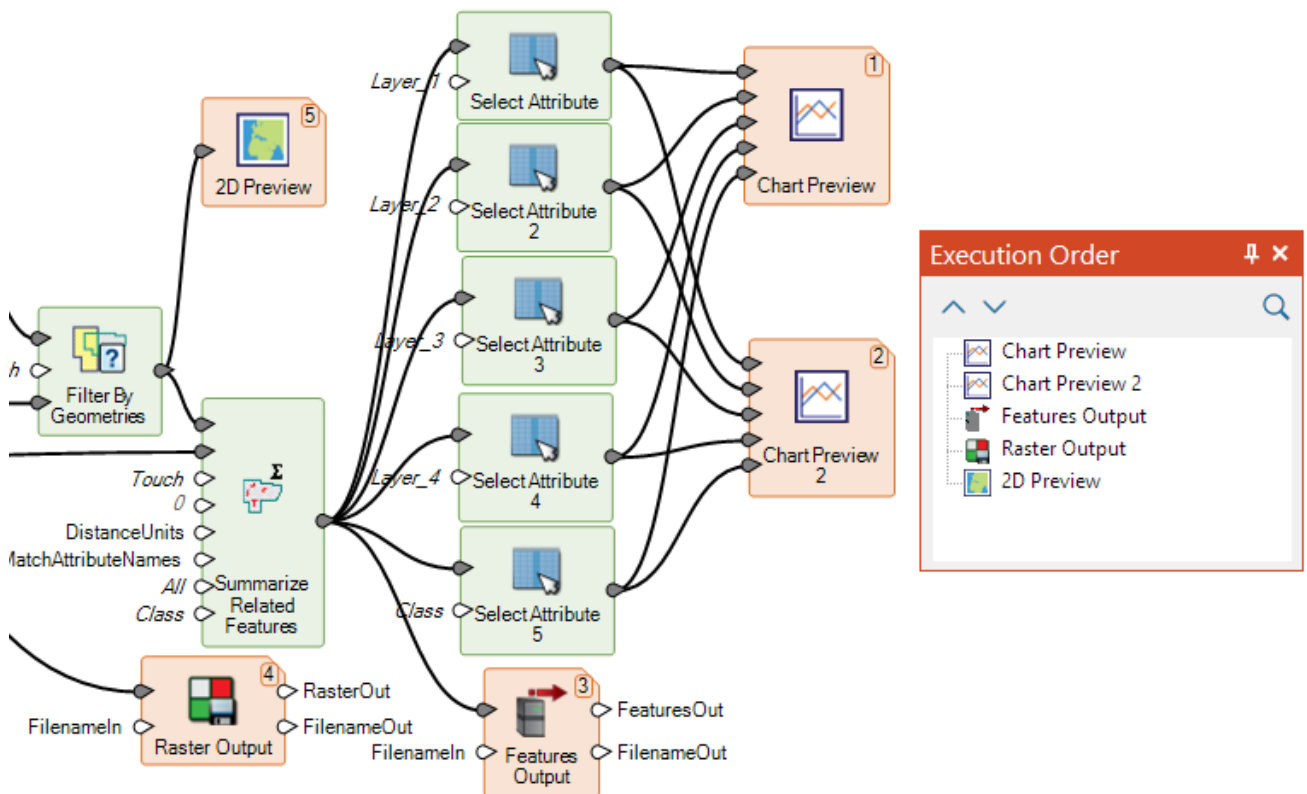 5
2D Preview
h
Filter By
Geometries
Touch
0
DistanceUnits
MatchAttributeNames
All
Class
Σ
T
Summarize
Related
Features
Layer_1
Select Attribute
Layer_2
Select Attribute
2
Layer_3
Select Attribute
3
Layer_4
Select Attribute
4
Class
Select Attribute
5
1
Chart Preview
2
Chart Preview
2
4
RasterOut
FilenameIn
FilenameOut
Raster Output
3
FeaturesOut
FilenameIn
FilenameOut
Features
Output
Execution Order
Chart Preview
Chart Preview 2
Features Output
Raster Output
2D Preview